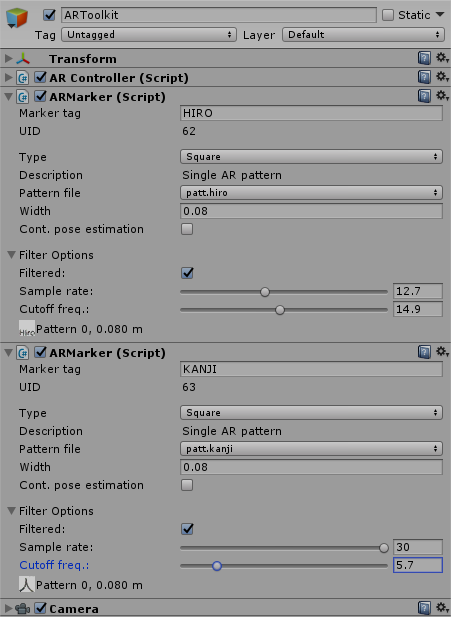 ARToolkit Static
Tag Untagged Layer Default
Transform
AR Controller (Script)
ARMarker (Script)
Marker tag HIRO
UID 62
Type Square
Description Single AR pattern
Pattern file patt.hiro
Width 0.08
Cont. pose estimation
Filter Options
Filtered:
Sample rate: 12.7
Cutoff freq.: 14.9
Hiro Pattern 0, 0.080 m
ARMarker (Script)
Marker tag KANJI
UID 63
Type Square
Description Single AR pattern
Pattern file patt.kanji
Width 0.08
Cont. pose estimation
Filter Options
Filtered:
Sample rate: 30
Cutoff freq.: 5.7
人 Pattern 0, 0.080 m
Camera